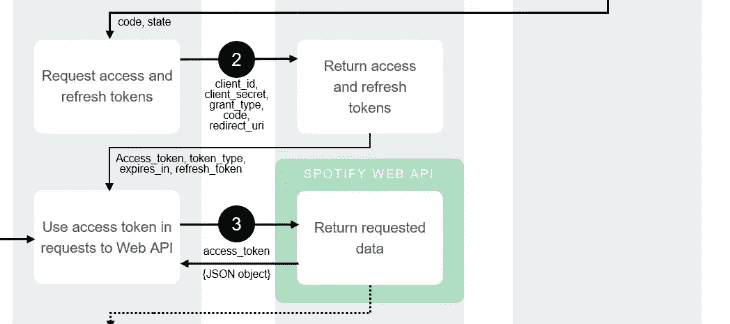 code, state
Request access and
refresh tokens
2
client_id,
client_secret,
grant_type,
code,
redirect_uri
Return access
and refresh
tokens
Access_token, token_type,
expires_in, refresh_token
SPOTIFY WEB API
Use access token in
requests to Web API
3
access_token
{JSON object}
Return requested
data